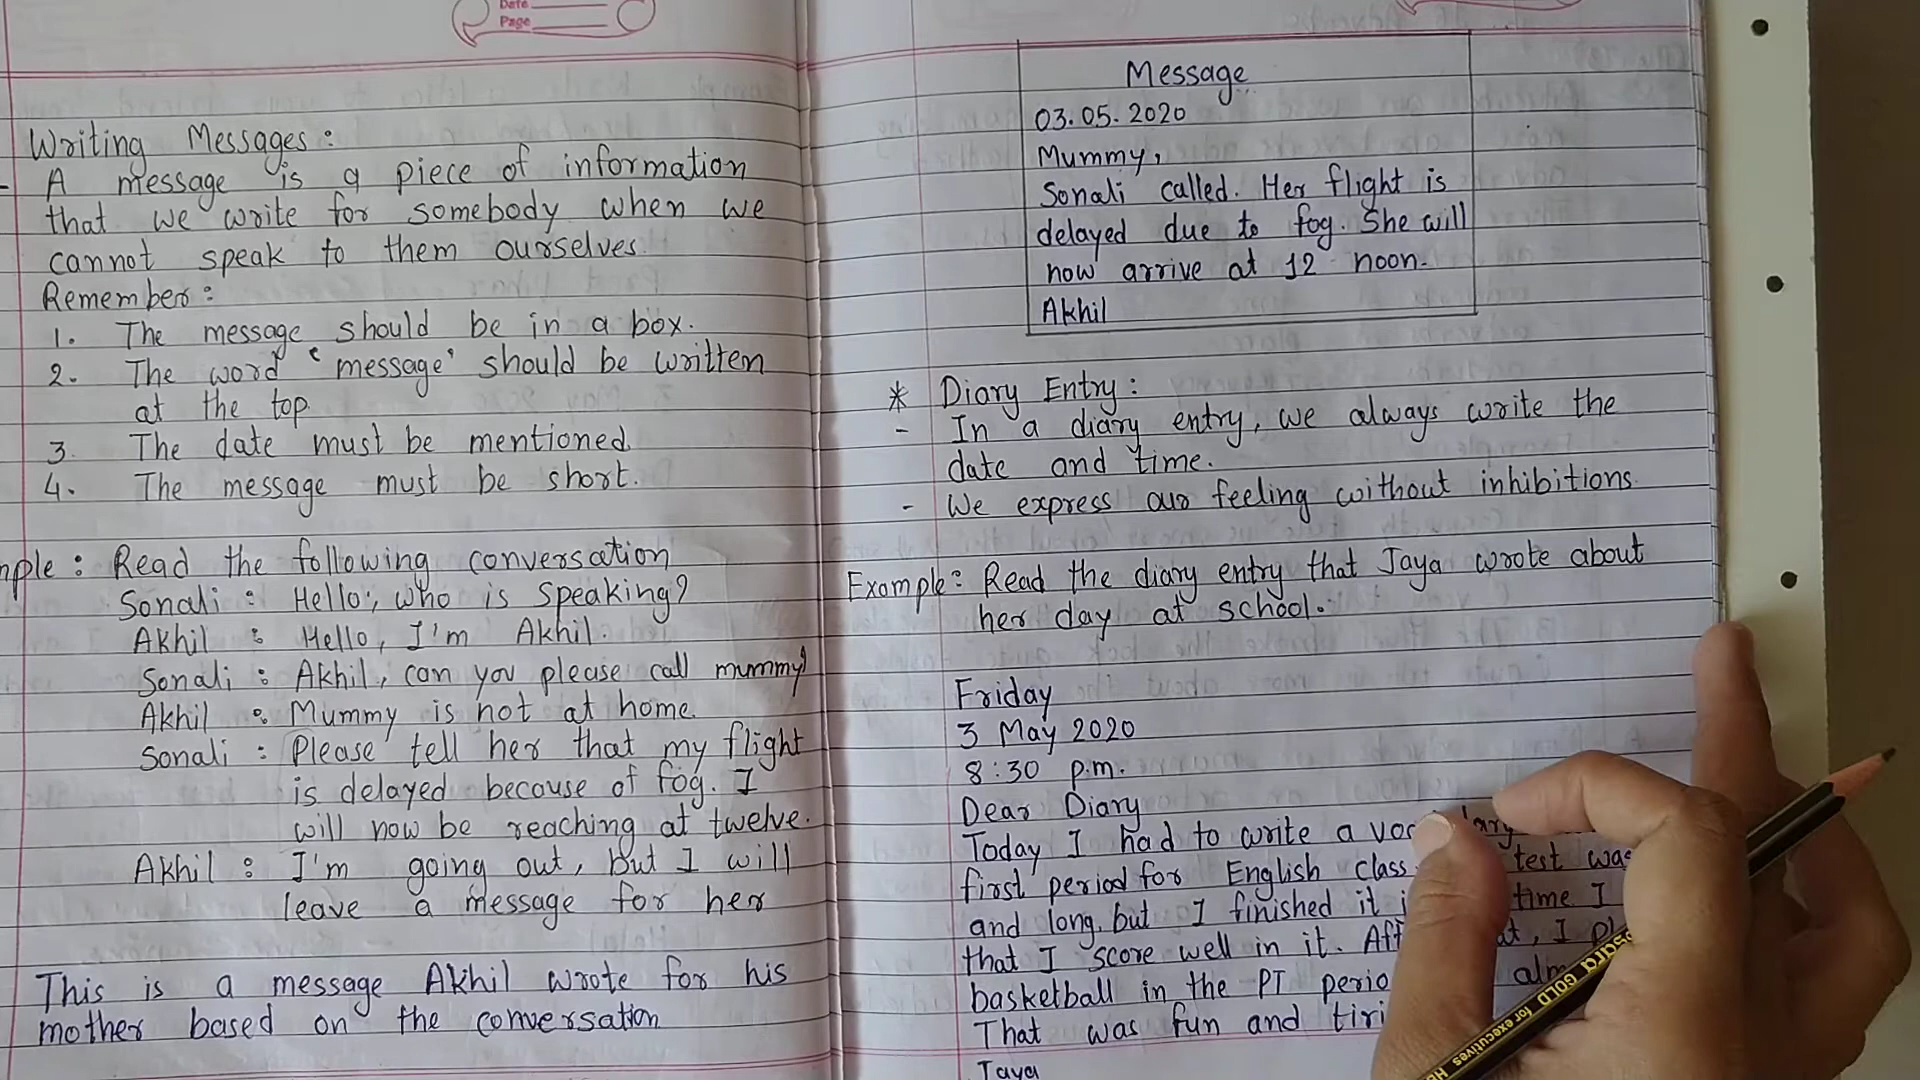 Date
Page
Writing Messages:
- A message is a piece of information
that we write for somebody when we
cannot speak to them ourselves.
Remember:
1. The message should be in a box.
2. The word 'message' should be written
at the top.
3. The date must be mentioned.
4. The message must be short.
mple: Read the following conversation
Sonali: Hello, who is speaking?
Akhil: Hello, I'm Akhil.
Sonali: Akhil, can you please call mummy?
Akhil: Mummy is not at home.
Sonali: Please tell her that my flight
is delayed because of fog. I
will now be reaching at twelve.
Akhil: I'm going out, but I will
leave a message for her
This is a message Akhil wrote for his
mother based on the conversation
Message
03.05.2020
Mummy,
Sonali called. Her flight is
delayed due to fog. She will
now arrive at 12 noon.
Akhil
* Diary Entry:
- In a diary entry, we always write the
date and time.
- We express our feeling without inhibitions.
Example: Read the diary entry that Jaya wrote about
her day at school.
Friday
3 May 2020
8:30 p.m.
Dear Diary
Today I had to write a
first period for English class test was
and long, but I finished it time I
that I score well in it. I
basketball in the PT
That was fun and
Jaya
GOLD for executives